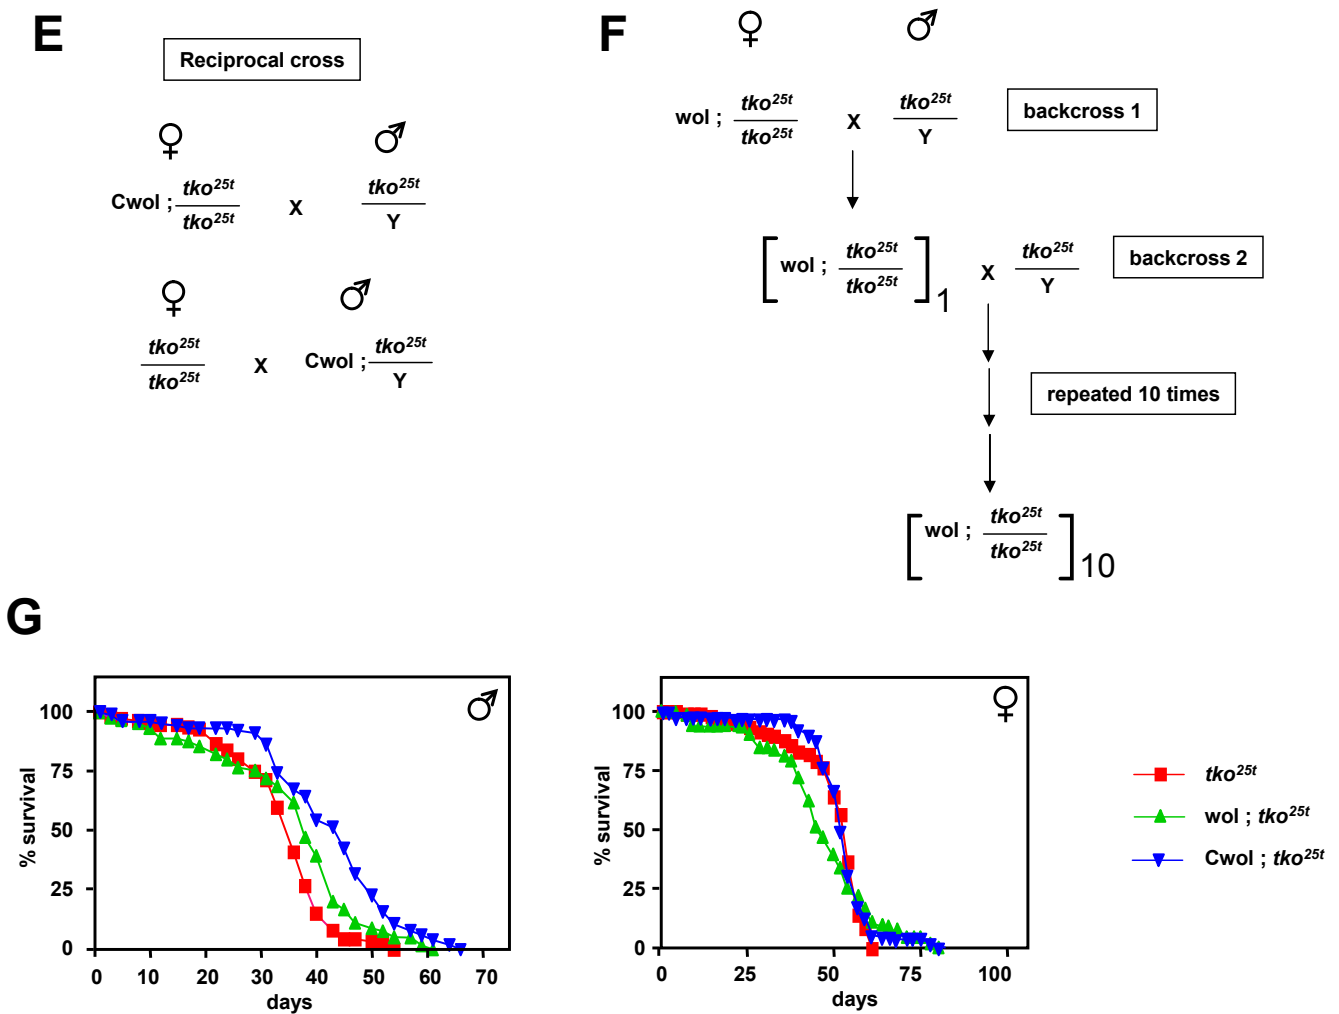 E
Reciprocal cross
♀ ♂
Cwol ; tko25t / tko25t X tko25t / Y
♀ ♂
tko25t / tko25t X Cwol ; tko25t / Y
F
♀ ♂
wol ; tko25t / tko25t X tko25t / Y backcross 1
[ wol ; tko25t / tko25t ] 1 X tko25t / Y backcross 2
repeated 10 times
[ wol ; tko25t / tko25t ] 10
G
♂
% survival
100
75
50
25
0
0 10 20 30 40 50 60 70
days
♀
% survival
100
75
50
25
0
0 25 50 75 100
days
tko25t
wol ; tko25t
Cwol ; tko25t